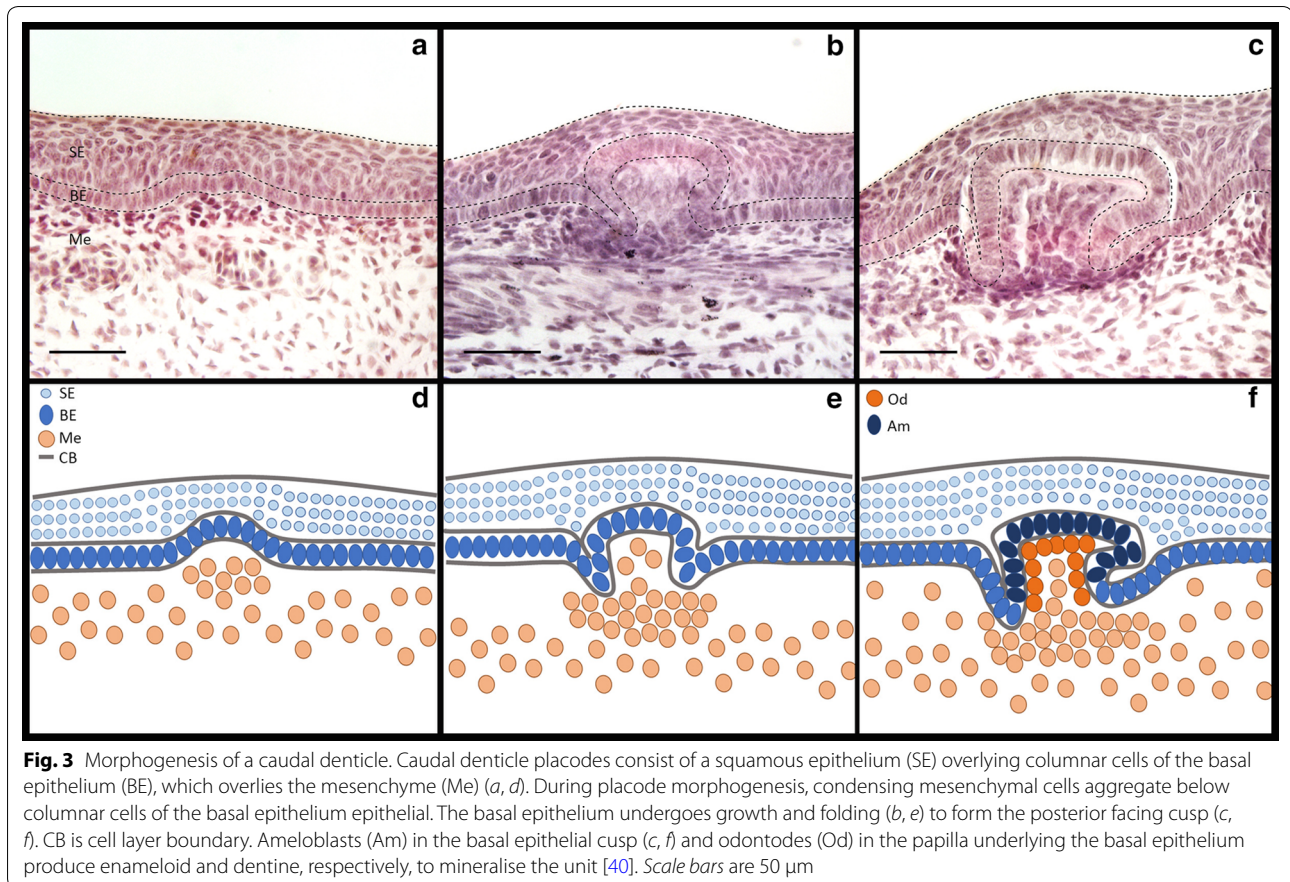 a
b
c
SE
BE
Me
d
e
f
SE
BE
Me
CB
Od
Am
Fig. 3 Morphogenesis of a caudal denticle. Caudal denticle placodes consist of a squamous epithelium (SE) overlying columnar cells of the basal
epithelium (BE), which overlies the mesenchyme (Me) (a, d). During placode morphogenesis, condensing mesenchymal cells aggregate below
columnar cells of the basal epithelium epithelial. The basal epithelium undergoes growth and folding (b, e) to form the posterior facing cusp (c,
f). CB is cell layer boundary. Ameloblasts (Am) in the basal epithelial cusp (c, f) and odontodes (Od) in the papilla underlying the basal epithelium
produce enameloid and dentine, respectively, to mineralise the unit [40]. Scale bars are 50 μm